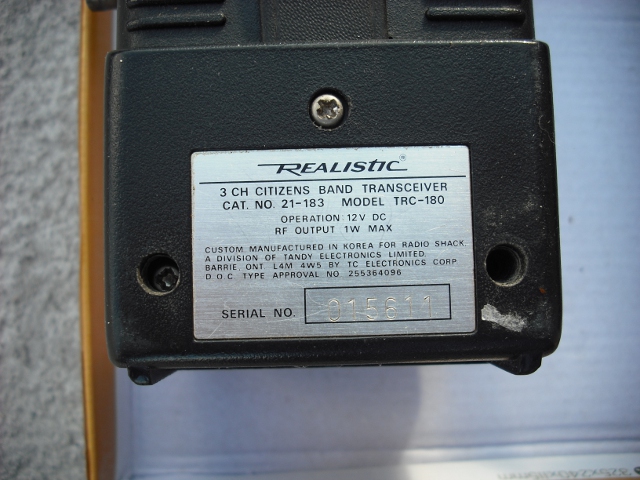 REALISTIC®
3 CH CITIZENS BAND TRANSCEIVER
CAT. NO. 21-183 MODEL TRC-180
OPERATION 12V DC
RF OUTPUT 1W MAX
CUSTOM MANUFACTURED IN KOREA FOR RADIO SHACK
A DIVISION OF TANDY ELECTRONICS LIMITED.
BARRIE, ONT. L4M 4W5 BY TC ELECTRONICS CORP.
D.O.C. TYPE APPROVAL NO. 255364096
SERIAL NO. 015811